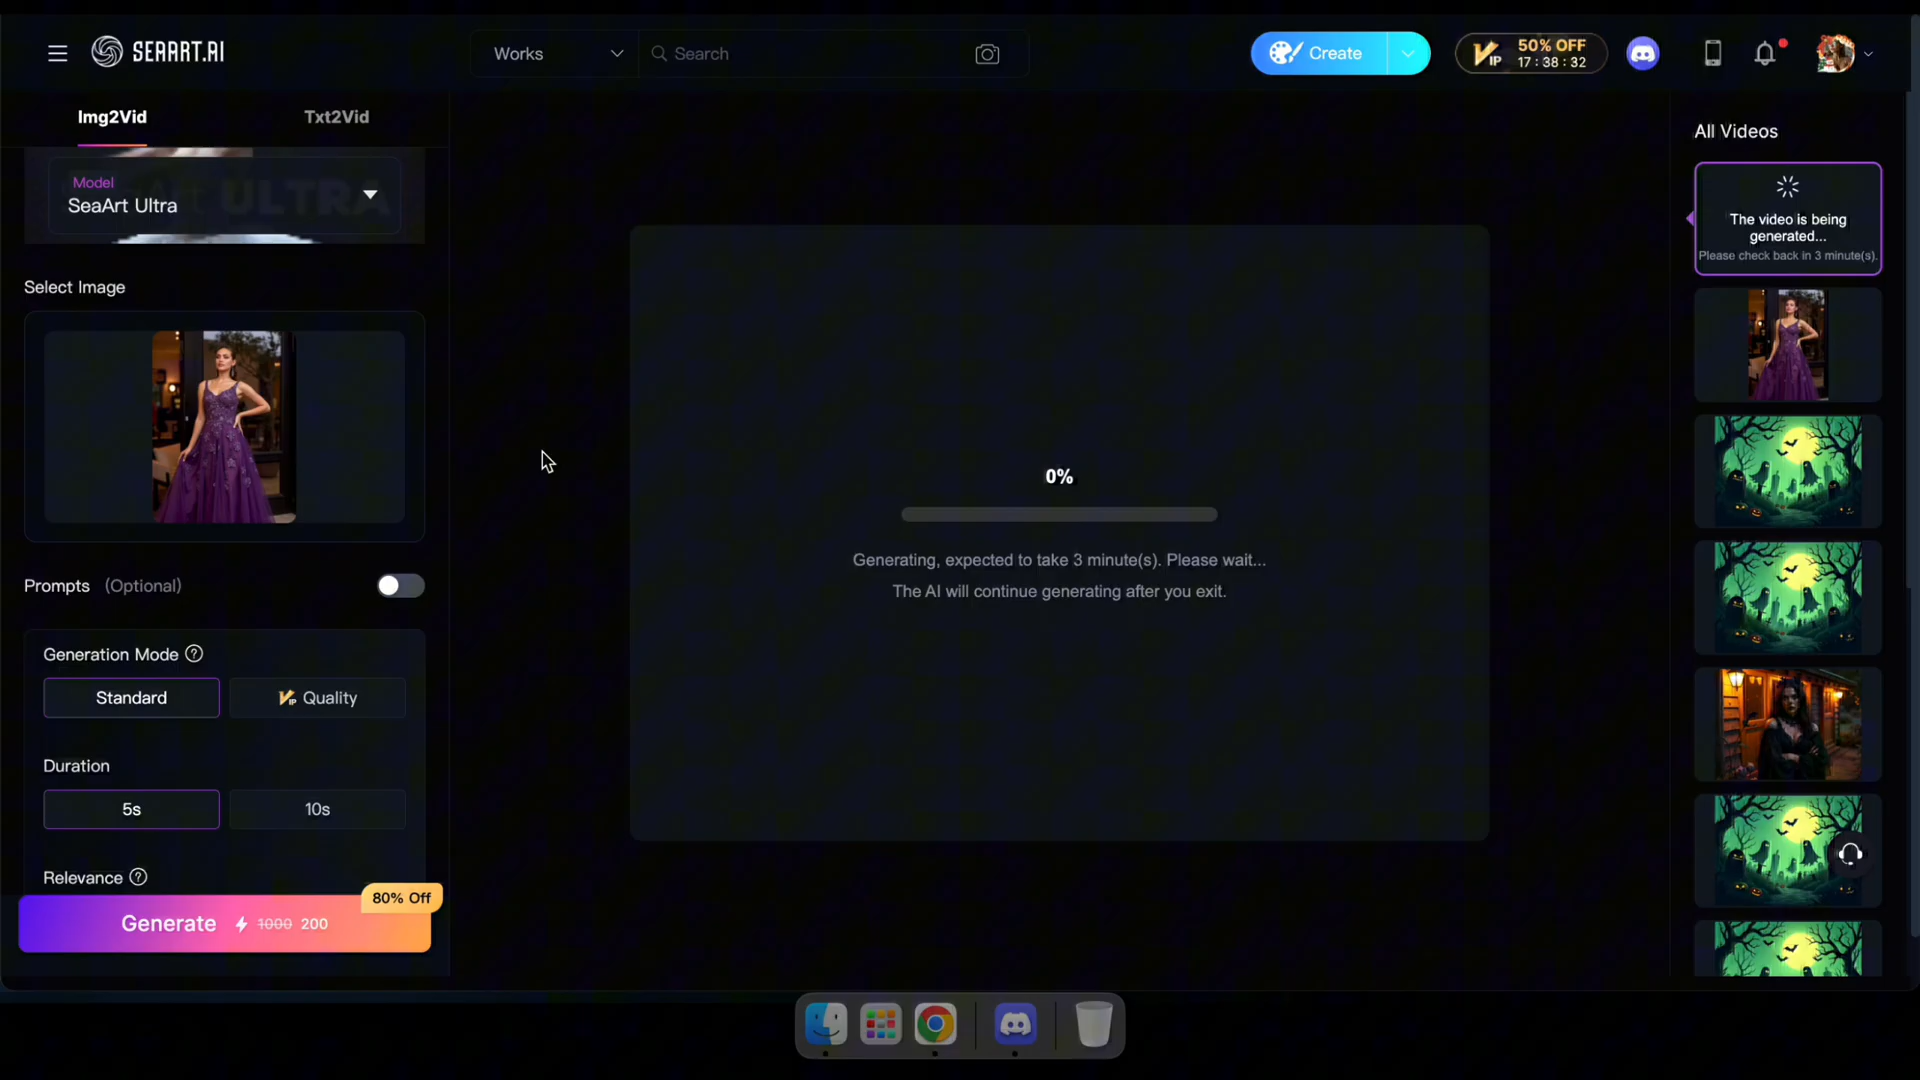 SEAART.AI
Works
Search
Create
VIP
50% OFF
17 : 38 : 32
Img2Vid
Txt2Vid
Model
SeaArt Ultra
ULTRA
Select Image
Prompts (Optional)
Generation Mode
Standard
VIP Quality
Duration
5s
10s
Relevance
80% Off
Generate 1000 200
0%
Generating, expected to take 3 minute(s). Please wait...
The AI will continue generating after you exit.
All Videos
The video is being
generated...
Please check back in 3 minute(s).